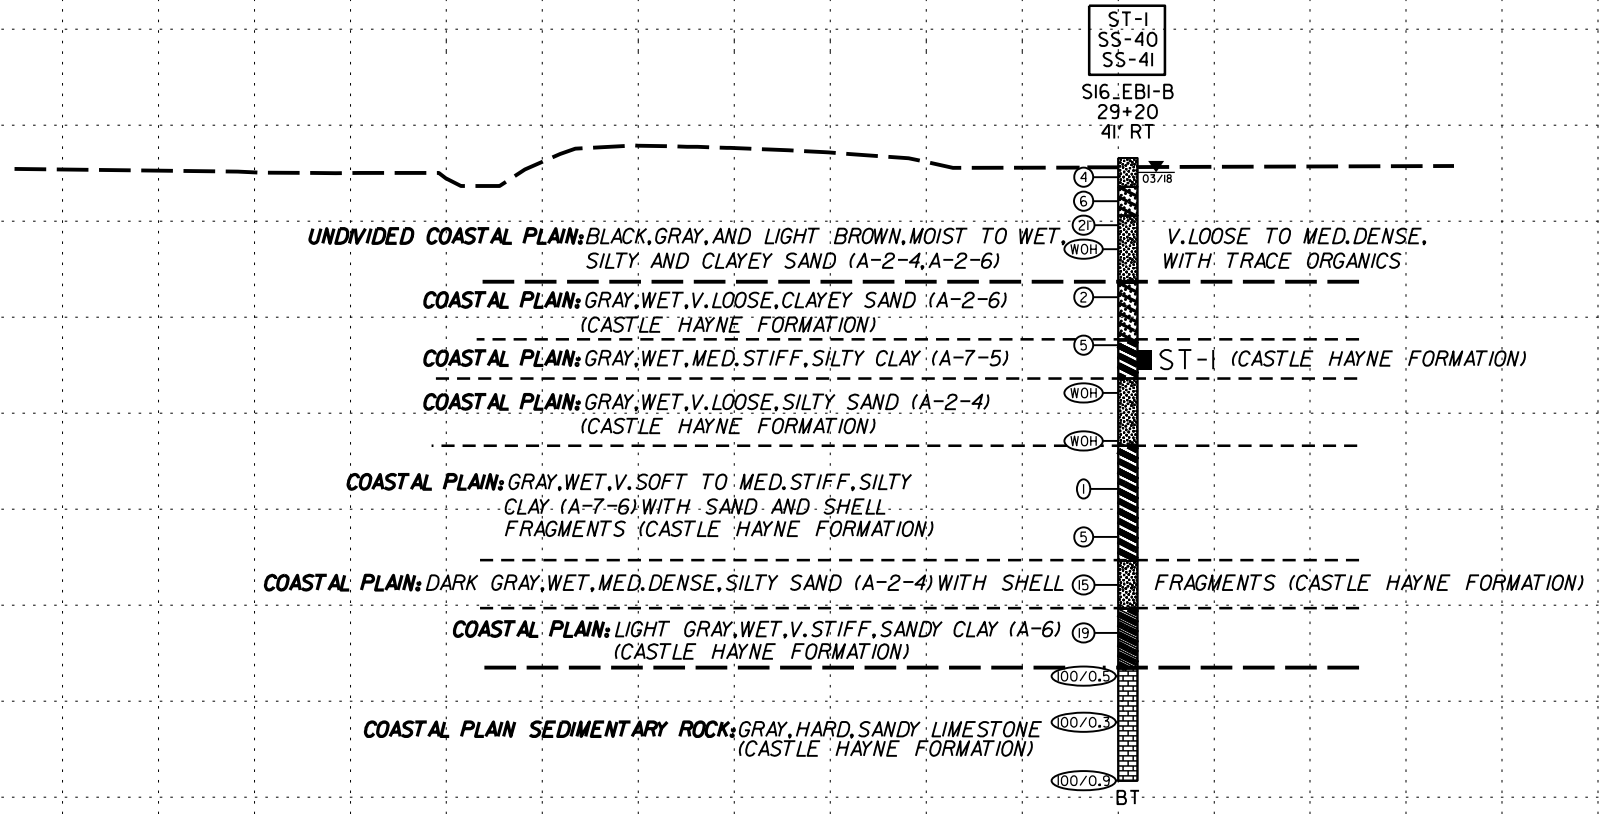 ST-1
SS-40
SS-41
S16_EB1-B
29+20
41' RT
03/18
4
6
21
UNDIVIDED COASTAL PLAIN: BLACK, GRAY, AND LIGHT BROWN, MOIST TO WET, V. LOOSE TO MED. DENSE,
WOH
SILTY AND CLAYEY SAND (A-2-4, A-2-6) WITH TRACE ORGANICS
COASTAL PLAIN: GRAY, WET, V. LOOSE, CLAYEY SAND (A-2-6) 2
(CASTLE HAYNE FORMATION)
5
COASTAL PLAIN: GRAY, WET, MED. STIFF, SILTY CLAY (A-7-5) ST-1 (CASTLE HAYNE FORMATION)
WOH
COASTAL PLAIN: GRAY, WET, V. LOOSE, SILTY SAND (A-2-4)
(CASTLE HAYNE FORMATION)
WOH
COASTAL PLAIN: GRAY, WET, V. SOFT TO MED. STIFF, SILTY
1
CLAY (A-7-6) WITH SAND AND SHELL
FRAGMENTS (CASTLE HAYNE FORMATION)
5
COASTAL PLAIN: DARK GRAY, WET, MED. DENSE, SILTY SAND (A-2-4) WITH SHELL 15 FRAGMENTS (CASTLE HAYNE FORMATION)
COASTAL PLAIN: LIGHT GRAY, WET, V. STIFF, SANDY CLAY (A-6) 19
(CASTLE HAYNE FORMATION)
100/0.5
COASTAL PLAIN SEDIMENTARY ROCK: GRAY, HARD, SANDY LIMESTONE 100/0.3
(CASTLE HAYNE FORMATION)
100/0.9
BT